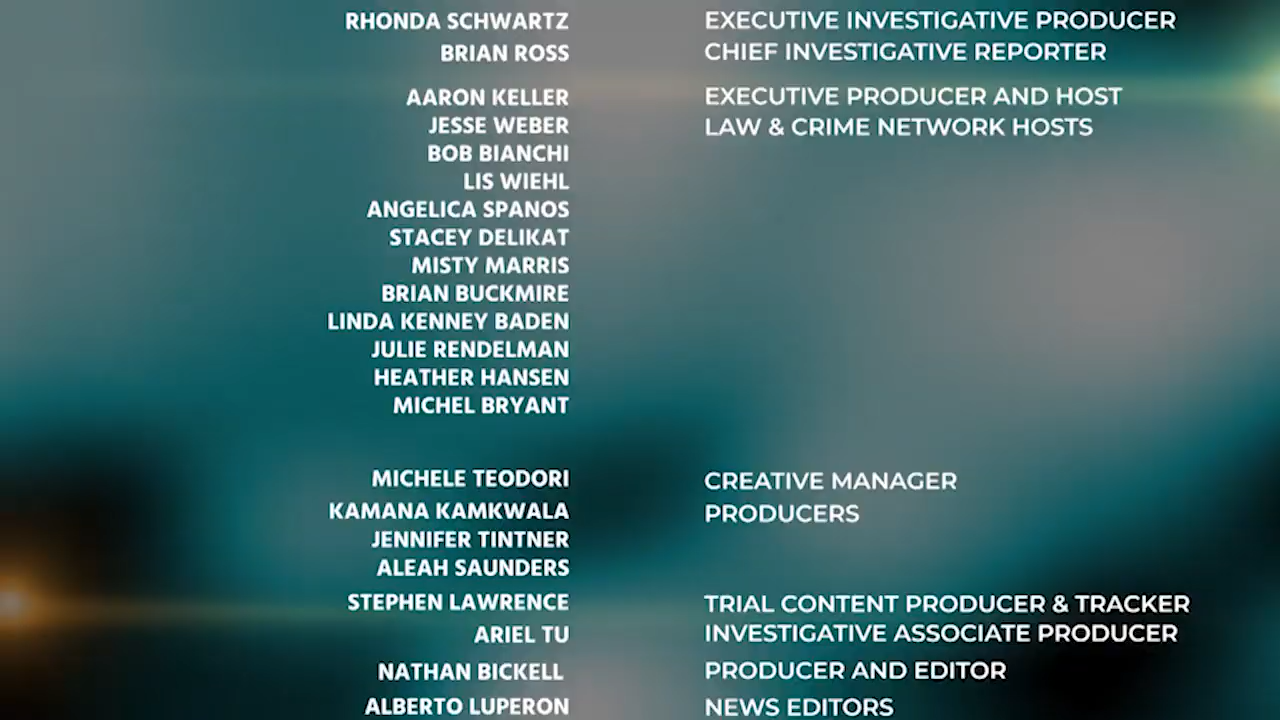 RHONDA SCHWARTZ EXECUTIVE INVESTIGATIVE PRODUCER
BRIAN ROSS CHIEF INVESTIGATIVE REPORTER
AARON KELLER EXECUTIVE PRODUCER AND HOST
JESSE WEBER LAW & CRIME NETWORK HOSTS
BOB BIANCHI
LIS WIEHL
ANGELICA SPANOS
STACEY DELIKAT
MISTY MARRIS
BRIAN BUCKMIRE
LINDA KENNEY BADEN
JULIE RENDELMAN
HEATHER HANSEN
MICHEL BRYANT
MICHELE TEODORI CREATIVE MANAGER
KAMANA KAMKWALA PRODUCERS
JENNIFER TINTNER
ALEAH SAUNDERS
STEPHEN LAWRENCE TRIAL CONTENT PRODUCER & TRACKER
ARIEL TU INVESTIGATIVE ASSOCIATE PRODUCER
NATHAN BICKELL PRODUCER AND EDITOR
ALBERTO LUPERON NEWS EDITORS